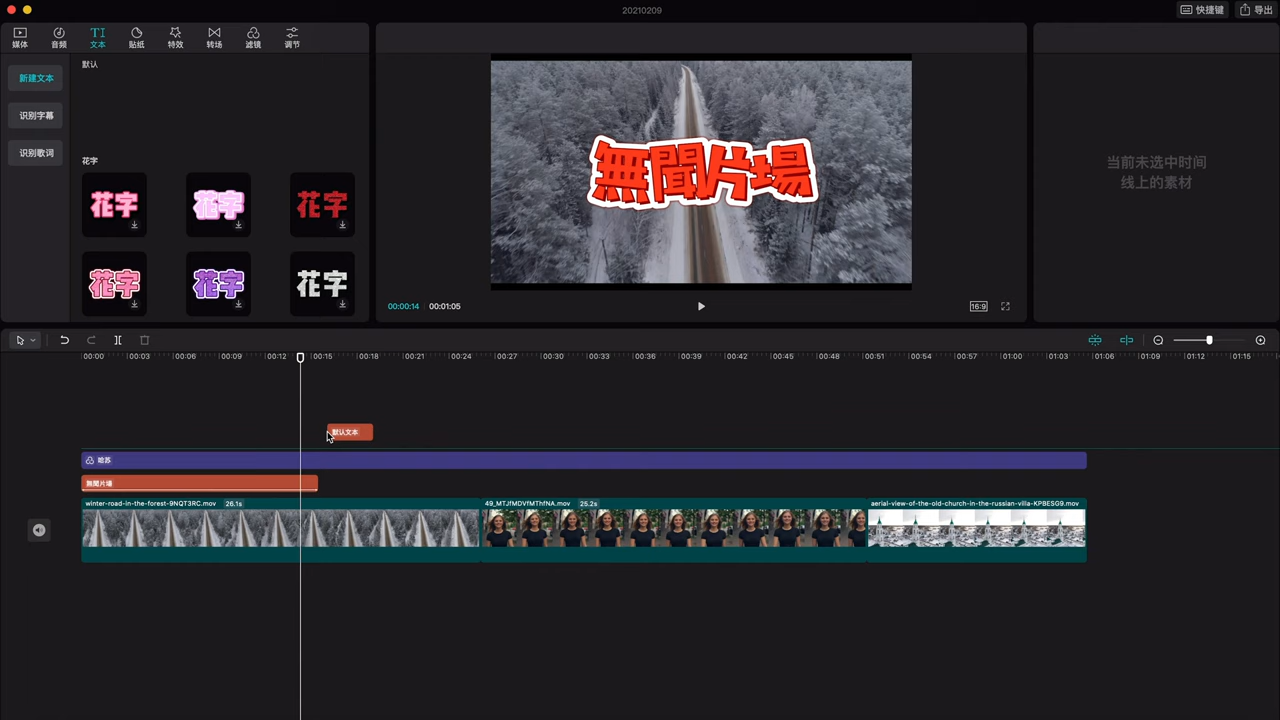 20210209
快捷键
导出
媒体
音频
TI
文本
贴纸
特效
转场
滤镜
调节
新建文本
识别字幕
识别歌词
默认
花字
花字
花字
花字
花字
花字
花字
無聞片場
00:00:14
00:01:05
16:9
当前未选中时间
线上的素材
00:00
00:03
00:06
00:09
00:12
00:15
00:18
00:21
00:24
00:27
00:30
00:33
00:36
00:39
00:42
00:45
00:48
00:51
00:54
00:57
01:00
01:03
01:06
01:09
01:12
01:15
默认文本
哈苏
無聞片場
winter-road-in-the-forest-9NQT3RC.mov
26.1s
49_MTJfMDVfMThfNA.mov
25.2s
aerial-view-of-the-old-church-in-the-russian-villa-KPBESG9.mov